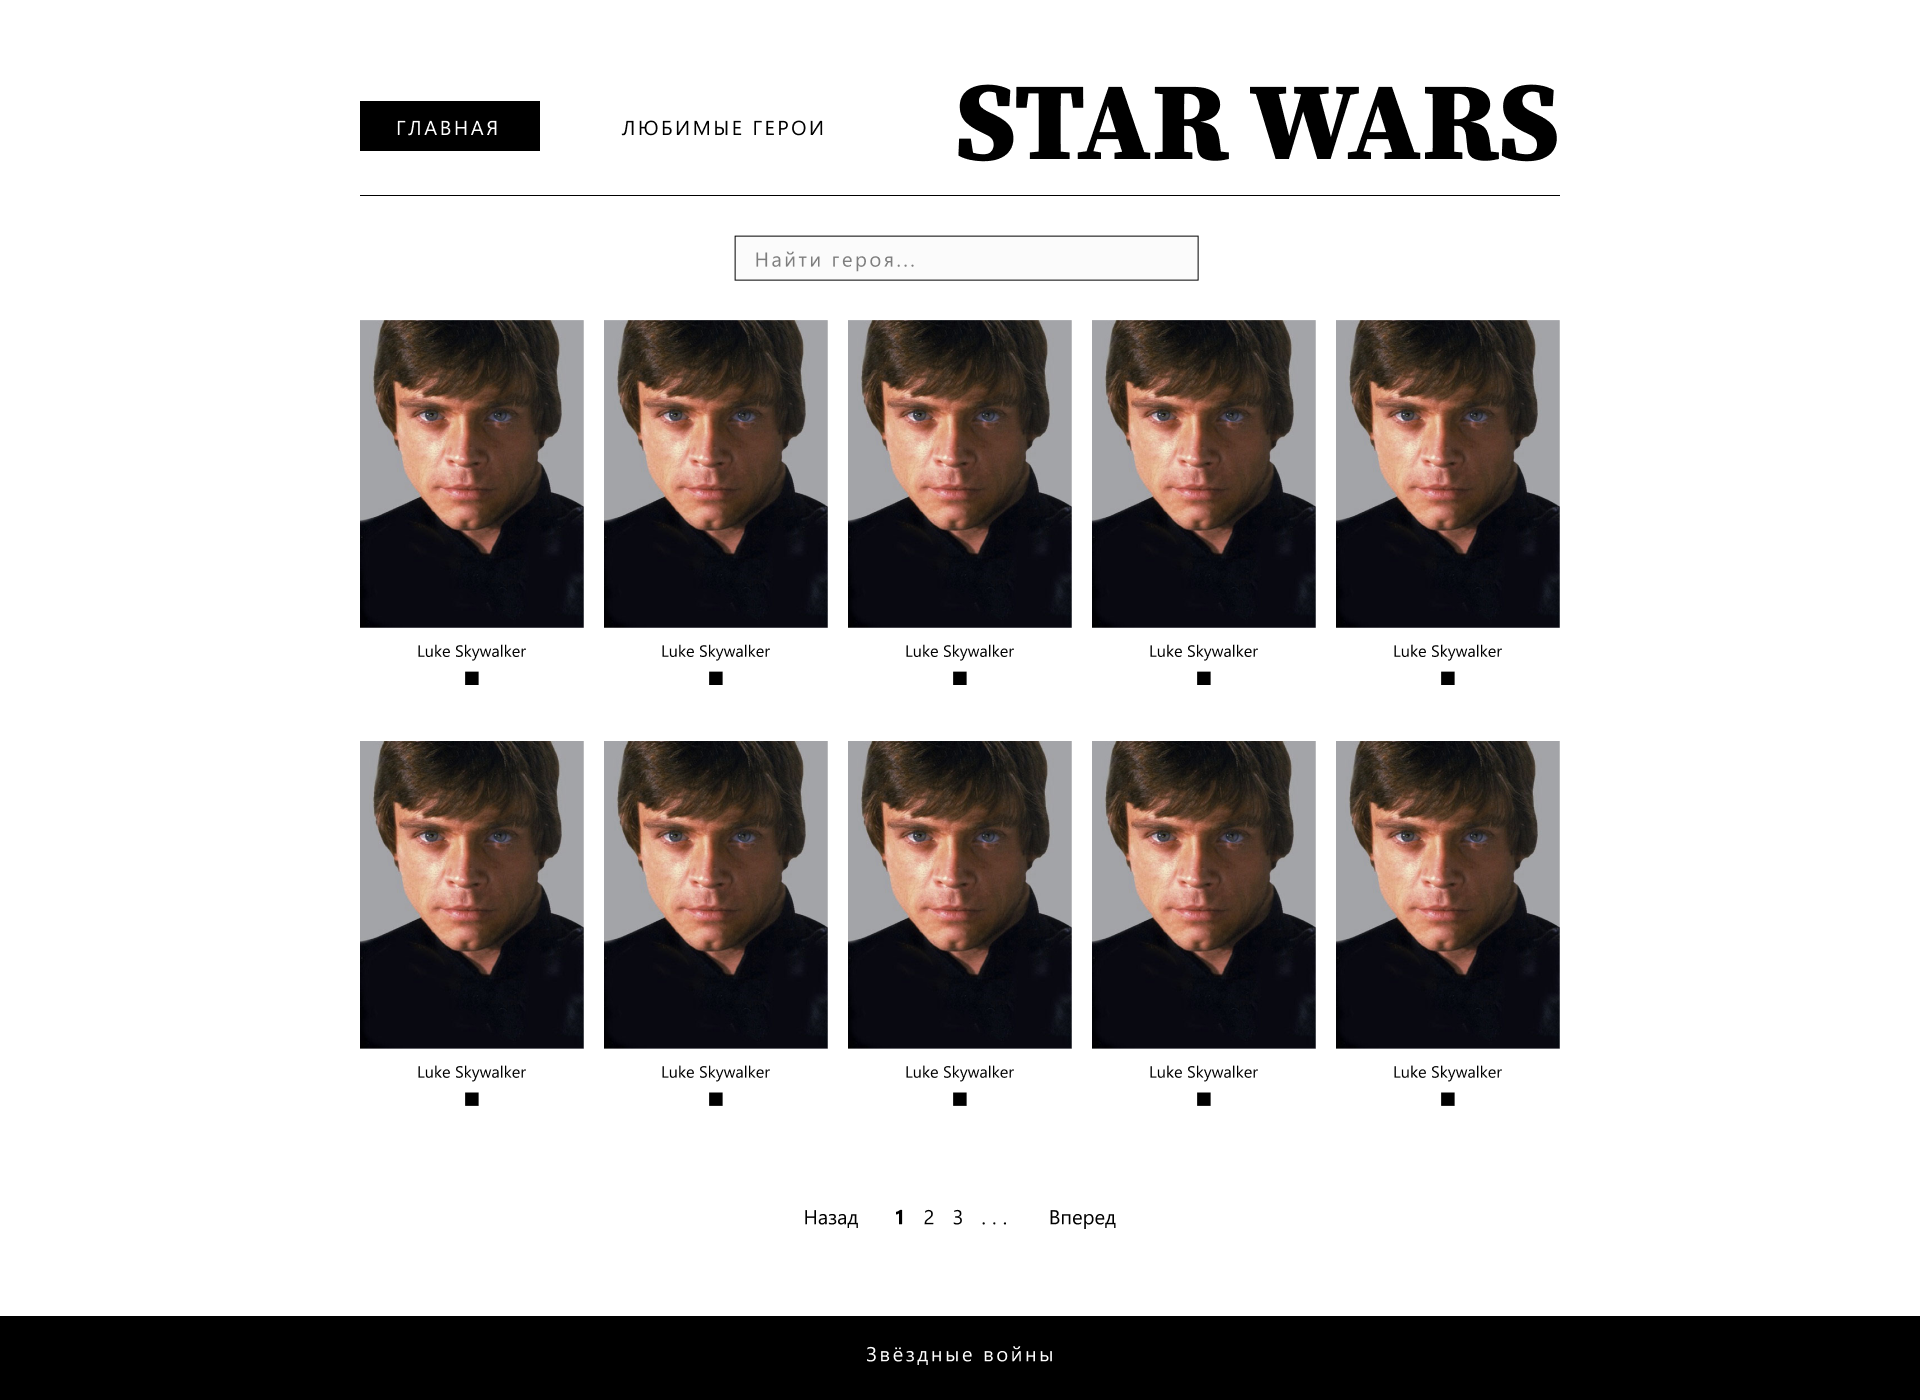 ГЛАВНАЯ ЛЮБИМЫЕ ГЕРОИ STAR WARS
Найти героя...
Luke Skywalker Luke Skywalker Luke Skywalker Luke Skywalker Luke Skywalker
Luke Skywalker Luke Skywalker Luke Skywalker Luke Skywalker Luke Skywalker
Назад 1 2 3 ... Вперед
Звёздные войны